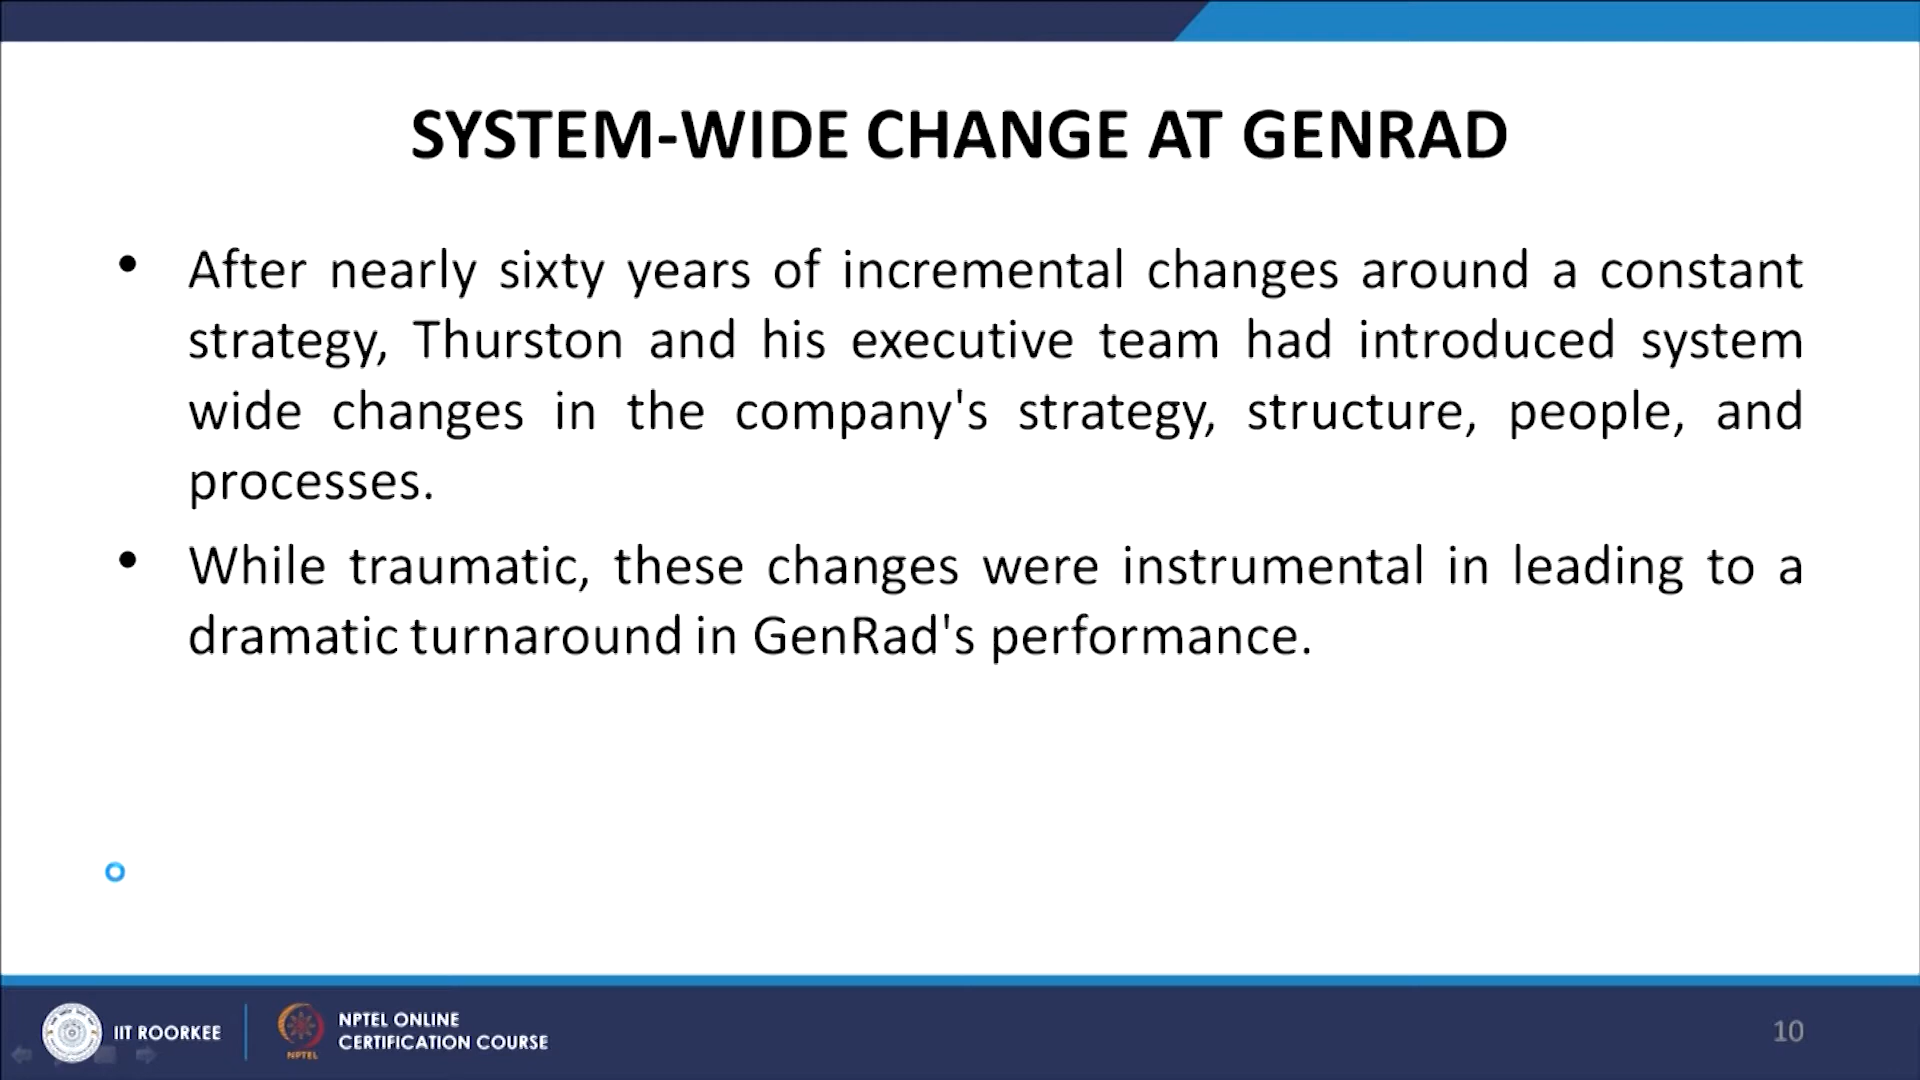 SYSTEM-WIDE CHANGE AT GENRAD
• After nearly sixty years of incremental changes around a constant
strategy, Thurston and his executive team had introduced system
wide changes in the company's strategy, structure, people, and
processes.
• While traumatic, these changes were instrumental in leading to a
dramatic turnaround in GenRad's performance.
IIT ROORKEE
NPTEL
NPTEL ONLINE
CERTIFICATION COURSE
10